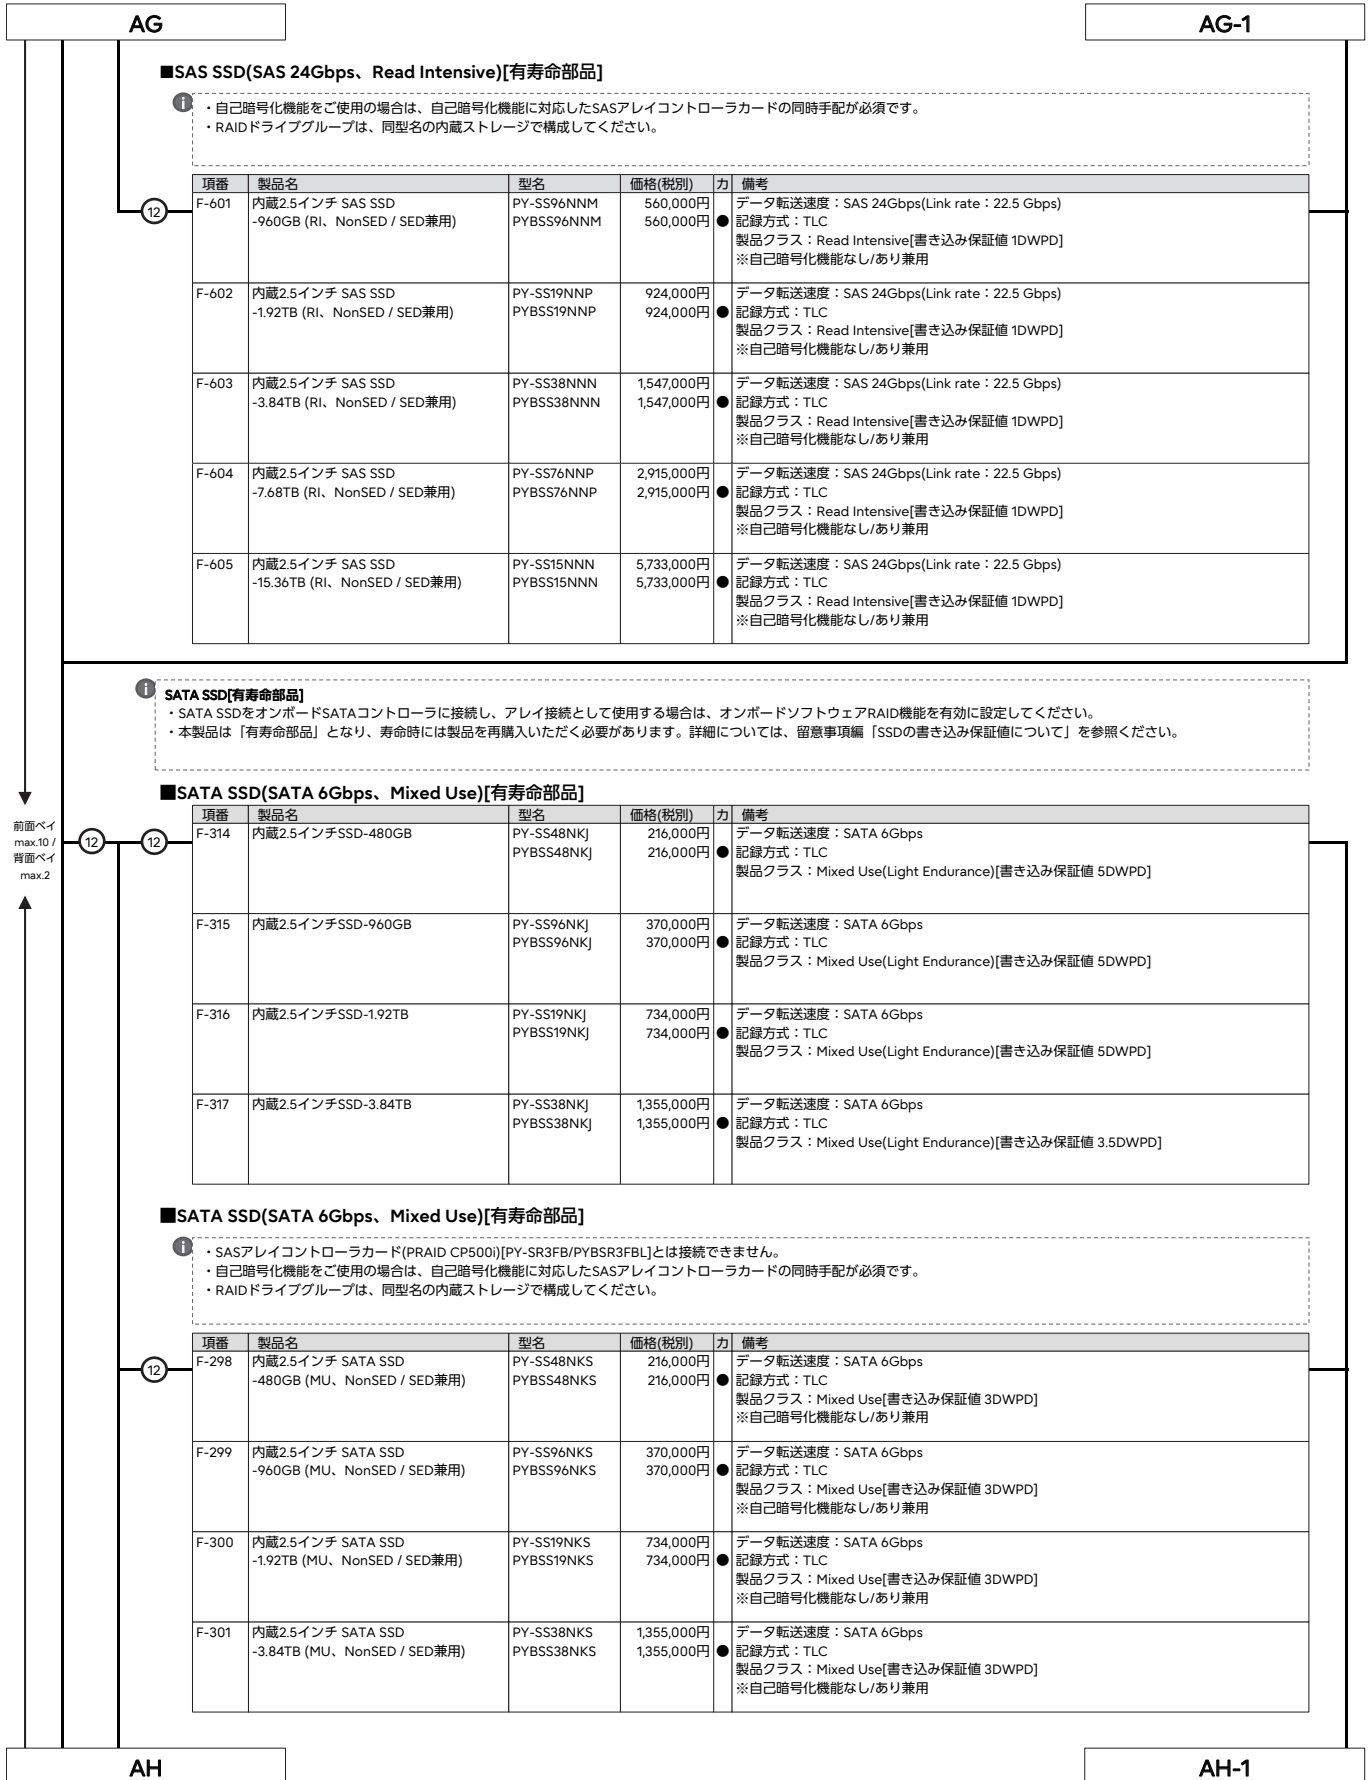 AG
AG-1
■SAS SSD(SAS 24Gbps、Read Intensive)[有寿命部品]
i
・自己暗号化機能をご使用の場合は、自己暗号化機能に対応したSASアレイコントローラカードの同時手配が必須です。
・RAIDドライブグループは、同型名の内蔵ストレージで構成してください。
項番 製品名 型名 価格(税別) カ 備考
F-601 内蔵2.5インチ SAS SSD PY-SS96NNM 560,000円 データ転送速度：SAS 24Gbps(Link rate：22.5 Gbps)
12 -960GB (RI、NonSED / SED兼用) PYBSS96NNM 560,000円 ● 記録方式：TLC
製品クラス：Read Intensive[書き込み保証値 1DWPD]
※自己暗号化機能なし/あり兼用
F-602 内蔵2.5インチ SAS SSD PY-SS19NNP 924,000円 データ転送速度：SAS 24Gbps(Link rate：22.5 Gbps)
-1.92TB (RI、NonSED / SED兼用) PYBSS19NNP 924,000円 ● 記録方式：TLC
製品クラス：Read Intensive[書き込み保証値 1DWPD]
※自己暗号化機能なし/あり兼用
F-603 内蔵2.5インチ SAS SSD PY-SS38NNN 1,547,000円 データ転送速度：SAS 24Gbps(Link rate：22.5 Gbps)
-3.84TB (RI、NonSED / SED兼用) PYBSS38NNN 1,547,000円 ● 記録方式：TLC
製品クラス：Read Intensive[書き込み保証値 1DWPD]
※自己暗号化機能なし/あり兼用
F-604 内蔵2.5インチ SAS SSD PY-SS76NNP 2,915,000円 データ転送速度：SAS 24Gbps(Link rate：22.5 Gbps)
-7.68TB (RI、NonSED / SED兼用) PYBSS76NNP 2,915,000円 ● 記録方式：TLC
製品クラス：Read Intensive[書き込み保証値 1DWPD]
※自己暗号化機能なし/あり兼用
F-605 内蔵2.5インチ SAS SSD PY-SS15NNN 5,733,000円 データ転送速度：SAS 24Gbps(Link rate：22.5 Gbps)
-15.36TB (RI、NonSED / SED兼用) PYBSS15NNN 5,733,000円 ● 記録方式：TLC
製品クラス：Read Intensive[書き込み保証値 1DWPD]
※自己暗号化機能なし/あり兼用
i
SATA SSD[有寿命部品]
・SATA SSDをオンボードSATAコントローラに接続し、アレイ接続として使用する場合は、オンボードソフトウェアRAID機能を有効に設定してください。
・本製品は「有寿命部品」となり、寿命時には製品を再購入いただく必要があります。詳細については、留意事項編「SSDの書き込み保証値について」を参照ください。
■SATA SSD(SATA 6Gbps、Mixed Use)[有寿命部品]
前面ベイ
max.10 /
背面ベイ
max.2
12
12
項番 製品名 型名 価格(税別) カ 備考
F-314 内蔵2.5インチSSD-480GB PY-SS48NKJ 216,000円 データ転送速度：SATA 6Gbps
PYBSS48NKJ 216,000円 ● 記録方式：TLC
製品クラス：Mixed Use(Light Endurance)[書き込み保証値 5DWPD]
F-315 内蔵2.5インチSSD-960GB PY-SS96NKJ 370,000円 データ転送速度：SATA 6Gbps
PYBSS96NKJ 370,000円 ● 記録方式：TLC
製品クラス：Mixed Use(Light Endurance)[書き込み保証値 5DWPD]
F-316 内蔵2.5インチSSD-1.92TB PY-SS19NKJ 734,000円 データ転送速度：SATA 6Gbps
PYBSS19NKJ 734,000円 ● 記録方式：TLC
製品クラス：Mixed Use(Light Endurance)[書き込み保証値 5DWPD]
F-317 内蔵2.5インチSSD-3.84TB PY-SS38NKJ 1,355,000円 データ転送速度：SATA 6Gbps
PYBSS38NKJ 1,355,000円 ● 記録方式：TLC
製品クラス：Mixed Use(Light Endurance)[書き込み保証値 3.5DWPD]
■SATA SSD(SATA 6Gbps、Mixed Use)[有寿命部品]
i
・SASアレイコントローラカード(PRAID CP500i)[PY-SR3FB/PYBSR3FBL]とは接続できません。
・自己暗号化機能をご使用の場合は、自己暗号化機能に対応したSASアレイコントローラカードの同時手配が必須です。
・RAIDドライブグループは、同型名の内蔵ストレージで構成してください。
項番 製品名 型名 価格(税別) カ 備考
F-298 内蔵2.5インチ SATA SSD PY-SS48NKS 216,000円 データ転送速度：SATA 6Gbps
12 -480GB (MU、NonSED / SED兼用) PYBSS48NKS 216,000円 ● 記録方式：TLC
製品クラス：Mixed Use[書き込み保証値 3DWPD]
※自己暗号化機能なし/あり兼用
F-299 内蔵2.5インチ SATA SSD PY-SS96NKS 370,000円 データ転送速度：SATA 6Gbps
-960GB (MU、NonSED / SED兼用) PYBSS96NKS 370,000円 ● 記録方式：TLC
製品クラス：Mixed Use[書き込み保証値 3DWPD]
※自己暗号化機能なし/あり兼用
F-300 内蔵2.5インチ SATA SSD PY-SS19NKS 734,000円 データ転送速度：SATA 6Gbps
-1.92TB (MU、NonSED / SED兼用) PYBSS19NKS 734,000円 ● 記録方式：TLC
製品クラス：Mixed Use[書き込み保証値 3DWPD]
※自己暗号化機能なし/あり兼用
F-301 内蔵2.5インチ SATA SSD PY-SS38NKS 1,355,000円 データ転送速度：SATA 6Gbps
-3.84TB (MU、NonSED / SED兼用) PYBSS38NKS 1,355,000円 ● 記録方式：TLC
製品クラス：Mixed Use[書き込み保証値 3DWPD]
※自己暗号化機能なし/あり兼用
AH
AH-1